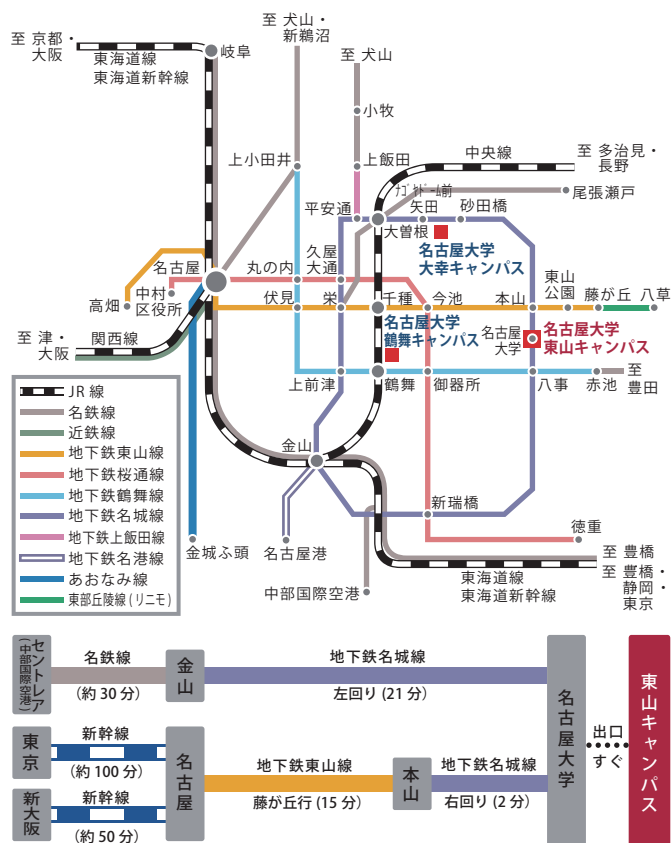 至 犬山・
新鵜沼
至 京都・
大阪
東海道線
東海道新幹線
岐阜
至 犬山
小牧
上小田井
上飯田
中央線
至 多治見・
長野
ナゴヤドーム前
尾張瀬戸
平安通
矢田
砂田橋
大曽根
名古屋大学
大幸キャンパス
名古屋
丸の内
久屋
大通
高畑
中村
区役所
伏見
栄
千種
今池
本山
東山
公園
藤が丘
八草
至 津・
大阪
関西線
名古屋大学
鶴舞キャンパス
名古屋
大学
名古屋大学
東山キャンパス
上前津
鶴舞
御器所
八事
赤池
至
豊田
金山
新瑞橋
徳重
金城ふ頭
名古屋港
中部国際空港
至 豊橋
至 豊橋・
静岡・
東京
東海道線
東海道新幹線
JR線
名鉄線
近鉄線
地下鉄東山線
地下鉄桜通線
地下鉄鶴舞線
地下鉄名城線
地下鉄上飯田線
地下鉄名港線
あおなみ線
東部丘陵線(リニモ)
セントレア
(中部国際空港)
名鉄線
(約30分)
金山
地下鉄名城線
左回り(21分)
東京
新幹線
(約100分)
新大阪
新幹線
(約50分)
名古屋
地下鉄東山線
藤が丘行(15分)
本山
地下鉄名城線
右回り(2分)
名古屋大学
出口
すぐ
東山キャンパス